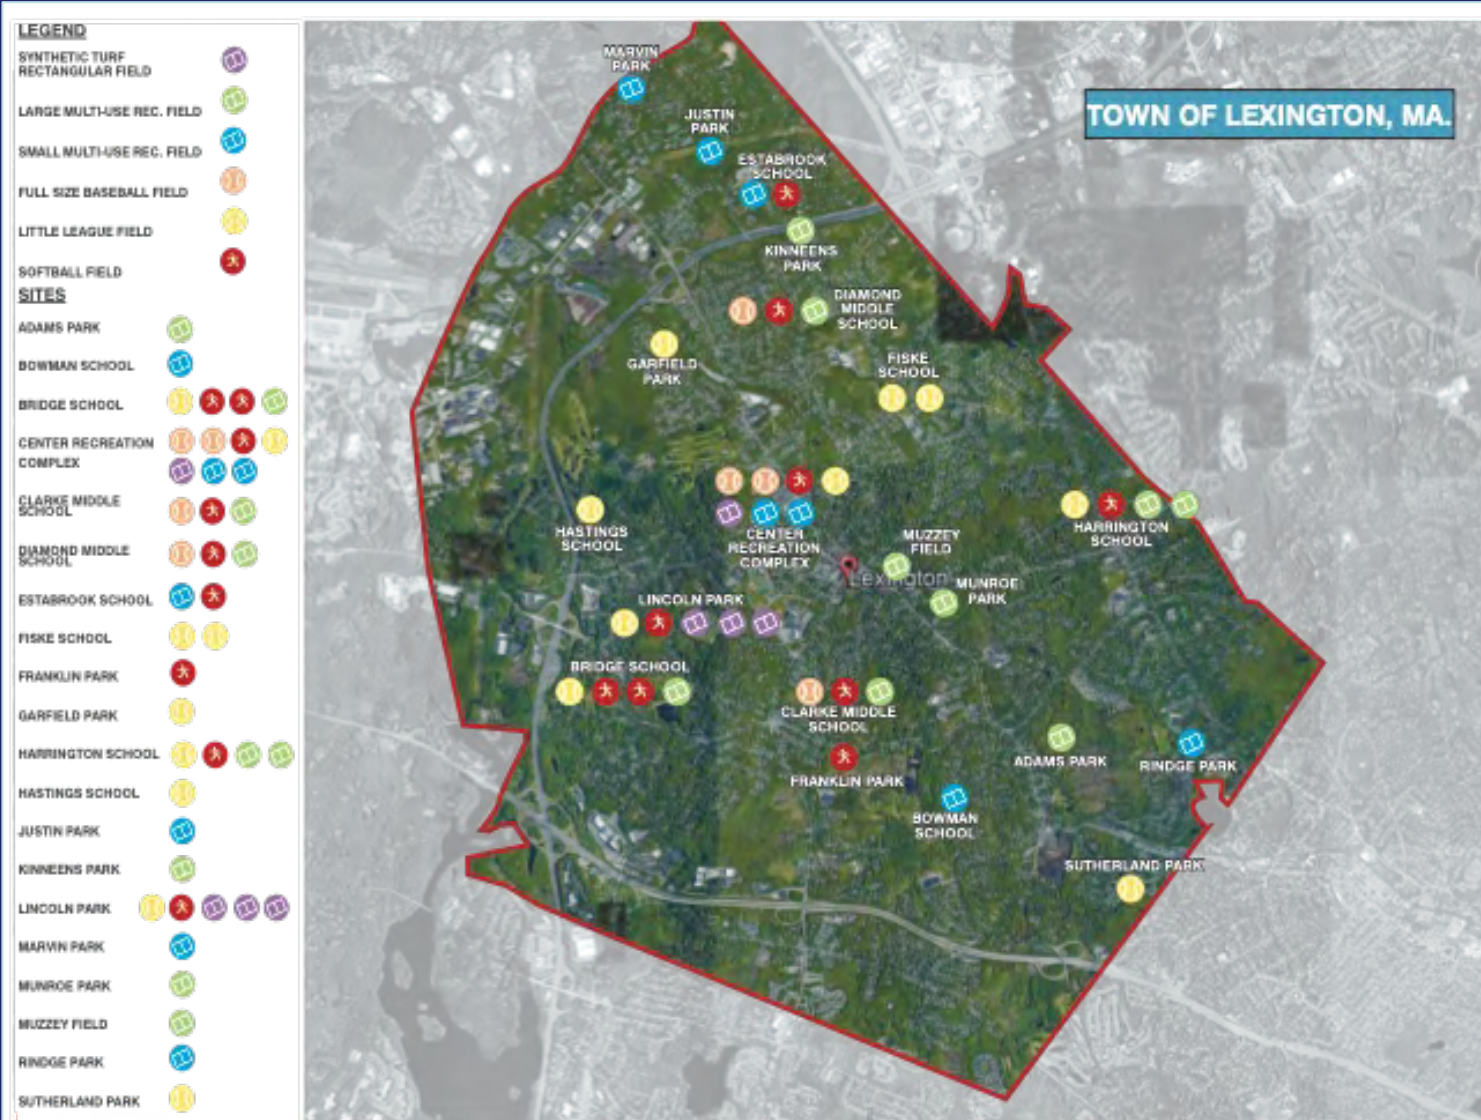 LEGEND
SYNTHETIC TURF
RECTANGULAR FIELD
LARGE MULTI-USE REC. FIELD
SMALL MULTI-USE REC. FIELD
FULL SIZE BASEBALL FIELD
LITTLE LEAGUE FIELD
SOFTBALL FIELD
SITES
ADAMS PARK
BOWMAN SCHOOL
BRIDGE SCHOOL
CENTER RECREATION
COMPLEX
CLARKE MIDDLE
SCHOOL
DIAMOND MIDDLE
SCHOOL
ESTABROOK SCHOOL
FISKE SCHOOL
FRANKLIN PARK
GARFIELD PARK
HARRINGTON SCHOOL
HASTINGS SCHOOL
JUSTIN PARK
KINNEENS PARK
LINCOLN PARK
MARVIN PARK
MUNROE PARK
MUZZEY FIELD
RINDGE PARK
SUTHERLAND PARK
TOWN OF LEXINGTON, MA.
MARVIN
PARK
JUSTIN
PARK
ESTABROOK
SCHOOL
KINNEENS
PARK
DIAMOND
MIDDLE
SCHOOL
GARFIELD
PARK
FISKE
SCHOOL
HASTINGS
SCHOOL
CENTER
RECREATION
COMPLEX
MUZZEY
FIELD
HARRINGTON
SCHOOL
Lexington
MUNROE
PARK
LINCOLN PARK
BRIDGE SCHOOL
CLARKE MIDDLE
SCHOOL
FRANKLIN PARK
ADAMS PARK
RINDGE PARK
BOWMAN
SCHOOL
SUTHERLAND PARK